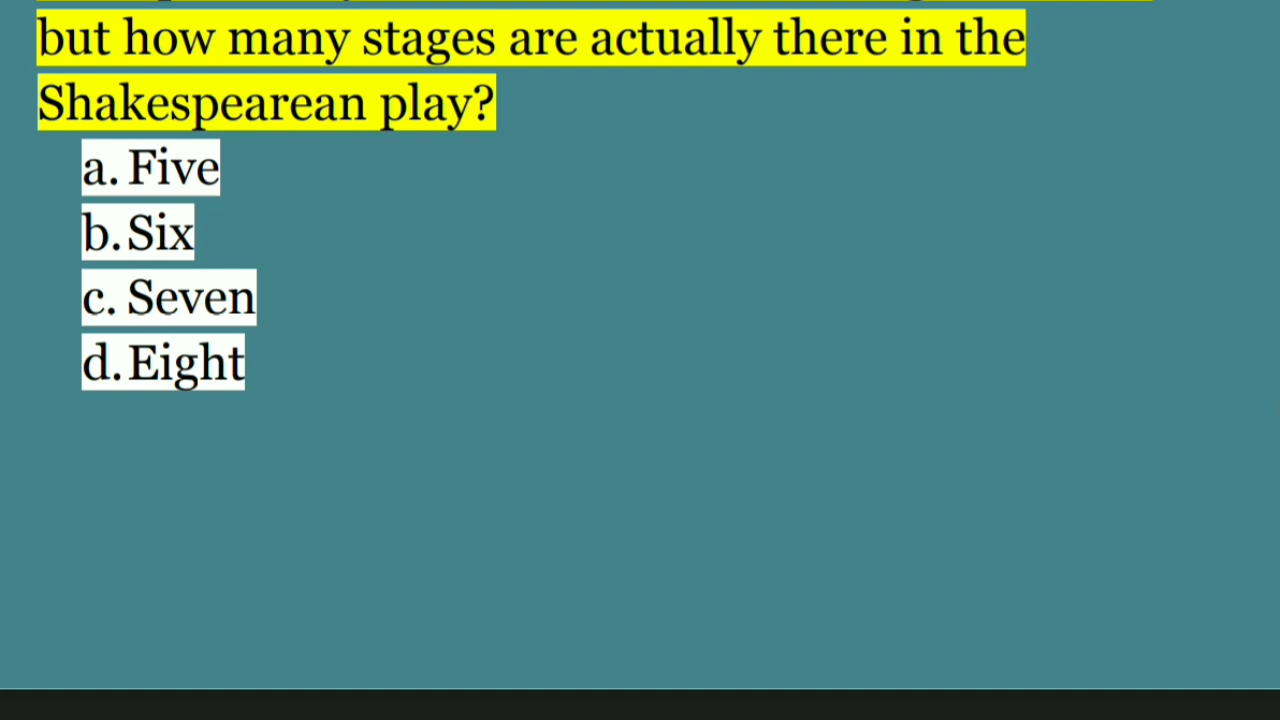 but how many stages are actually there in the
Shakespearean play?
a. Five
b. Six
c. Seven
d. Eight